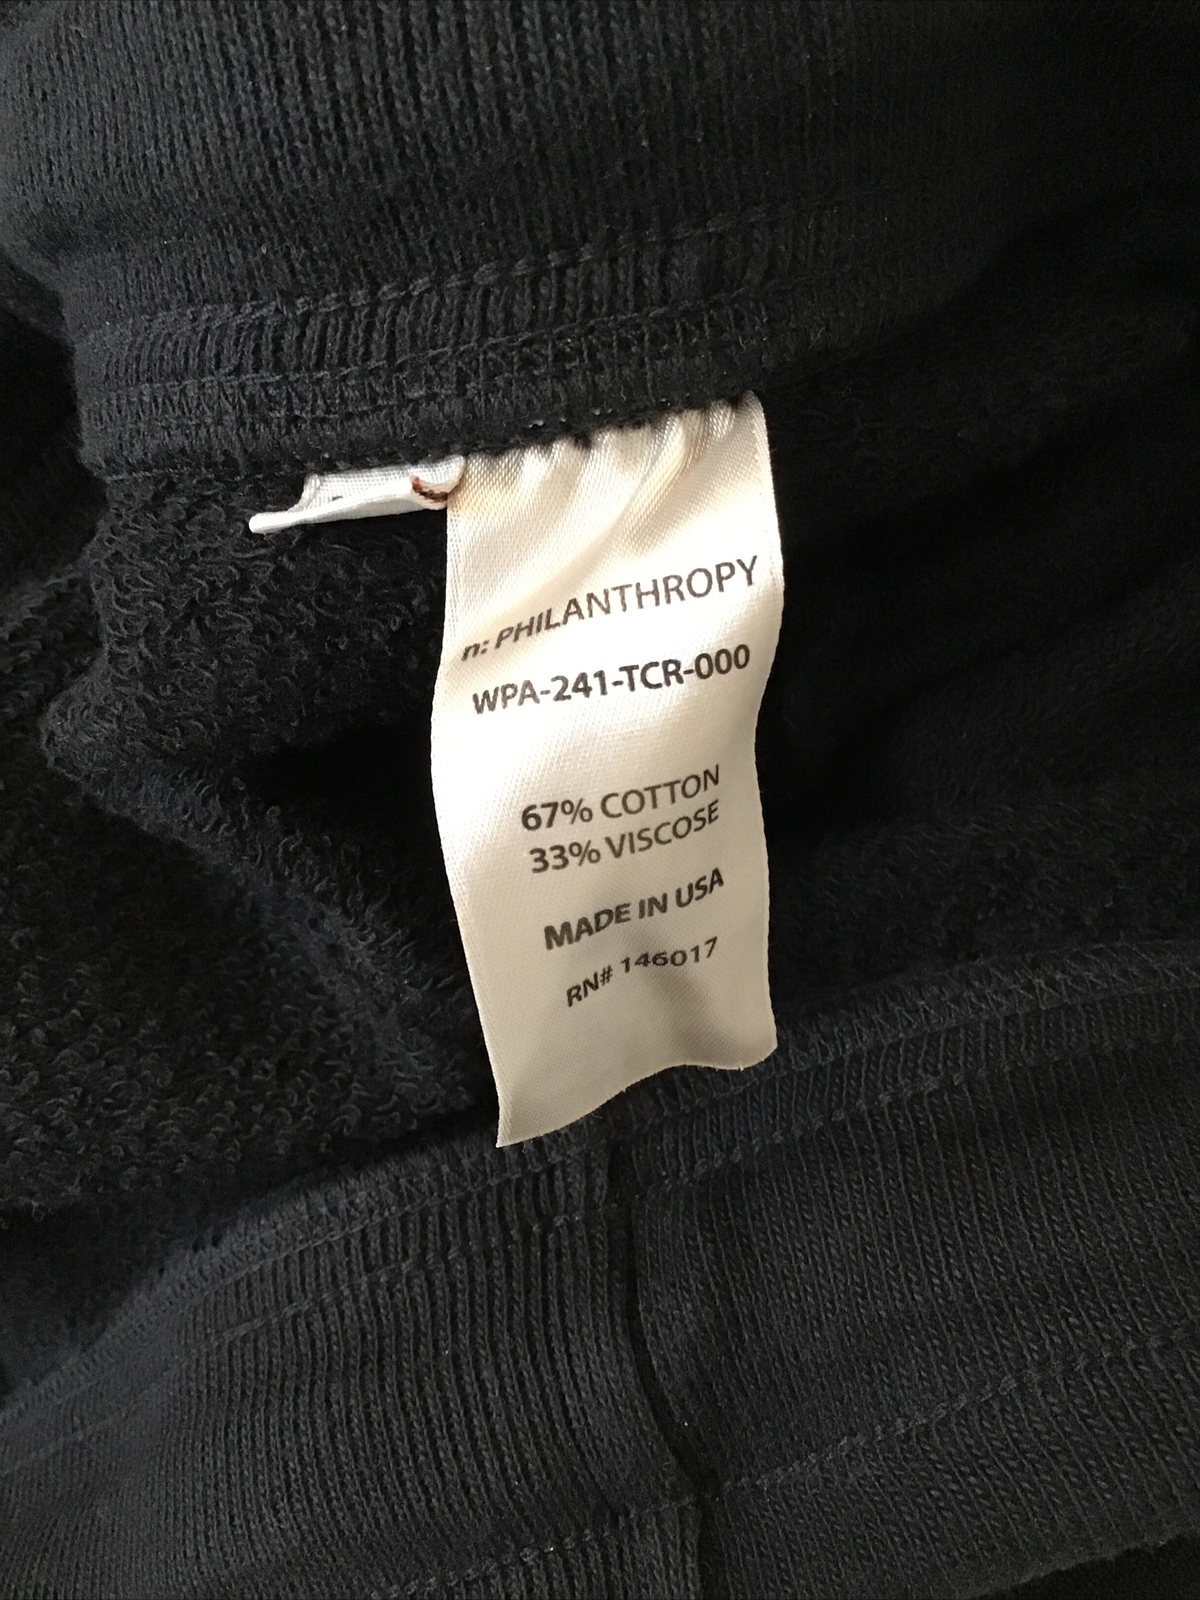 n: PHILANTHROPY
WPA-241-TCR-000
67% COTTON
33% VISCOSE
MADE IN USA
RN# 146017